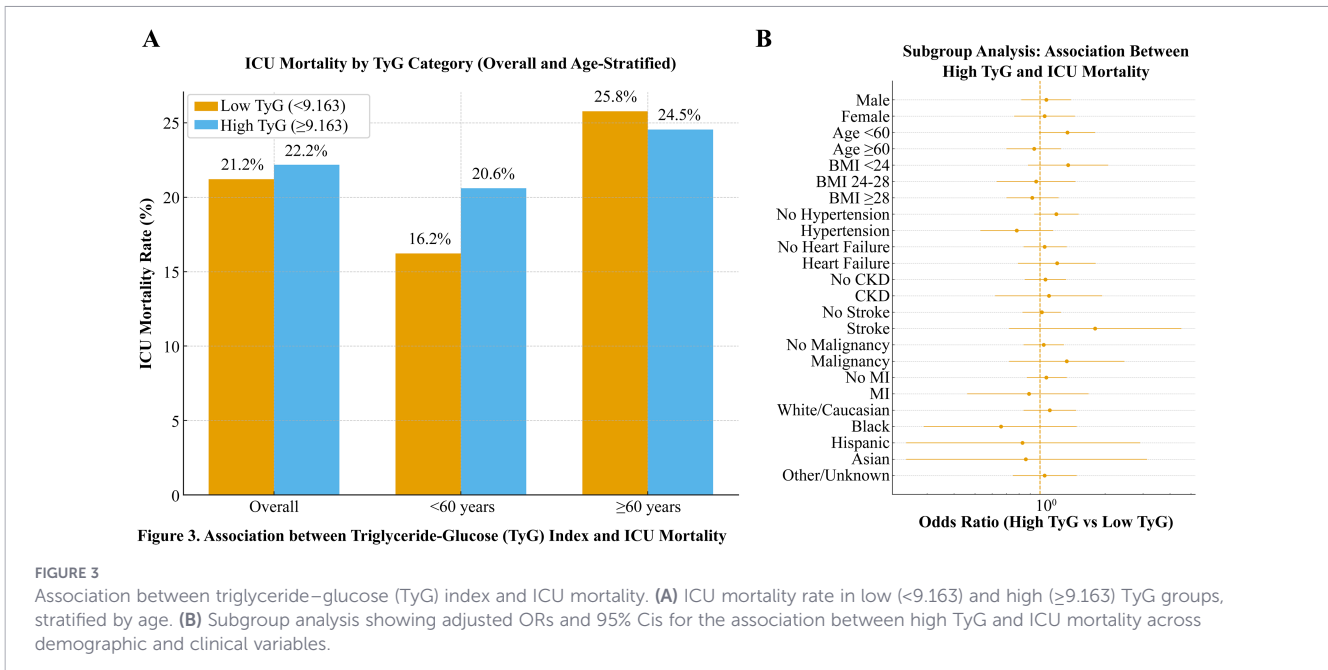 A
ICU Mortality by TyG Category (Overall and Age-Stratified)
Low TyG (<9.163)
High TyG (≥9.163)
ICU Mortality Rate (%)
25
20
15
10
5
0
21.2%
22.2%
16.2%
20.6%
25.8%
24.5%
Overall
<60 years
≥60 years
Figure 3. Association between Triglyceride-Glucose (TyG) Index and ICU Mortality
B
Subgroup Analysis: Association Between
High TyG and ICU Mortality
Male
Female
Age <60
Age ≥60
BMI <24
BMI 24-28
BMI ≥28
No Hypertension
Hypertension
No Heart Failure
Heart Failure
No CKD
CKD
No Stroke
Stroke
No Malignancy
Malignancy
No MI
MI
White/Caucasian
Black
Hispanic
Asian
Other/Unknown
10⁰
Odds Ratio (High TyG vs Low TyG)
FIGURE 3
Association between triglyceride–glucose (TyG) index and ICU mortality. (A) ICU mortality rate in low (<9.163) and high (≥9.163) TyG groups,
stratified by age. (B) Subgroup analysis showing adjusted ORs and 95% Cis for the association between high TyG and ICU mortality across
demographic and clinical variables.